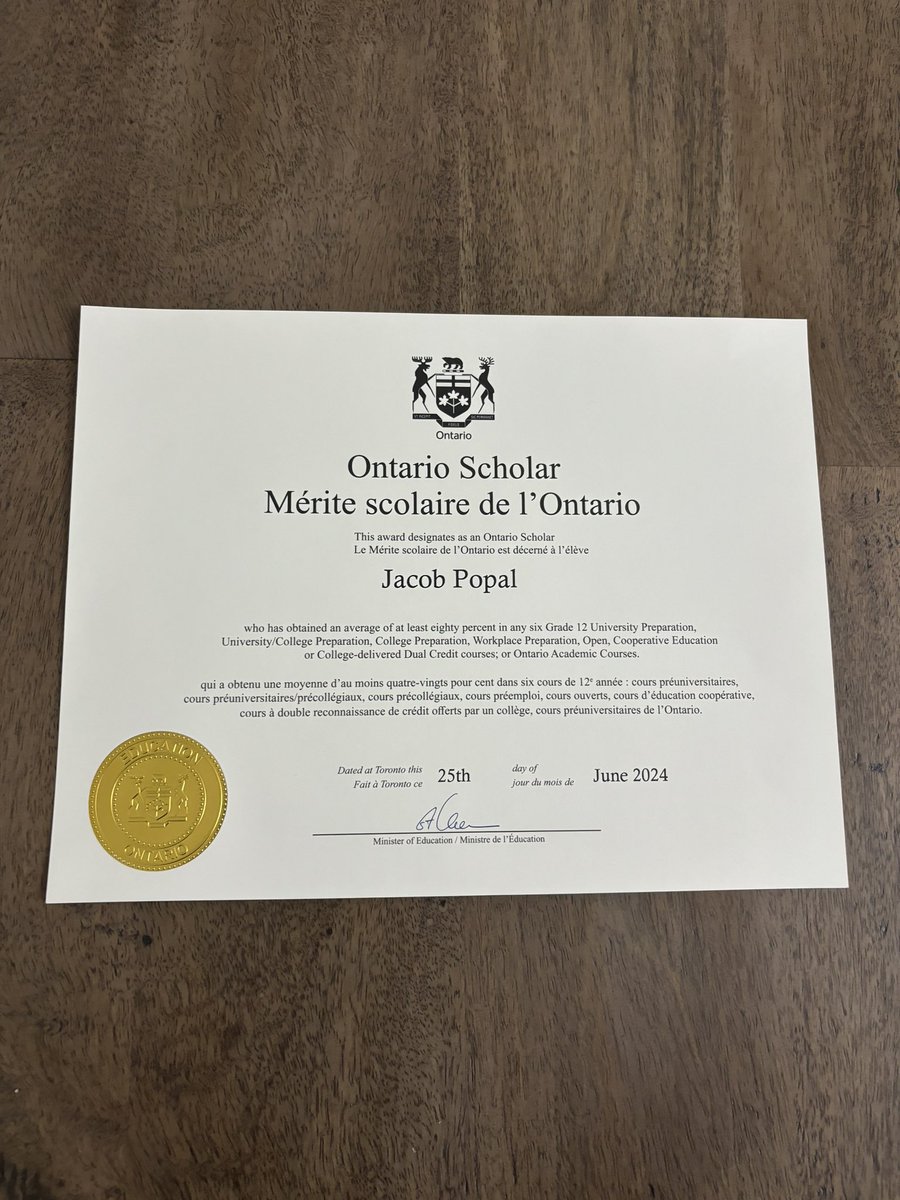 Ontario
Ontario Scholar
Mérite scolaire de l'Ontario
This award designates as an Ontario Scholar
Le Mérite scolaire de l'Ontario est décerné à l'élève
Jacob Popal
who has obtained an average of at least eighty percent in any six Grade 12 University Preparation,
University/College Preparation, College Preparation, Workplace Preparation, Open, Cooperative Education
or College-delivered Dual Credit courses; or Ontario Academic Courses.
qui a obtenu une moyenne d'au moins quatre-vingts pour cent dans six cours de 12e année : cours préuniversitaires,
cours préuniversitaires/précollégiaux, cours précollégiaux, cours préemploi, cours ouverts, cours d'éducation coopérative,
cours à double reconnaissance de crédit offerts par un collège, cours préuniversitaires de l'Ontario.
Dated at Toronto this 25th day of June 2024
Fait à Toronto ce jour du mois de
Minister of Education / Ministre de l'Éducation
EDUCATION
ONTARIO